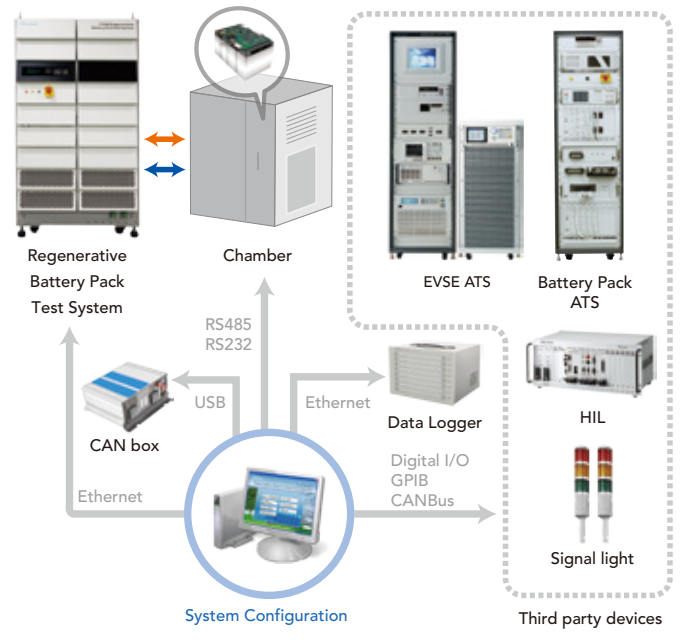 Regenerative
Battery Pack
Test System
Chamber
EVSE ATS
Battery Pack
ATS
RS485
RS232
USB
Ethernet
CAN box
Data Logger
HIL
Ethernet
Digital I/O
GPIB
CANBus
Signal light
System Configuration
Third party devices